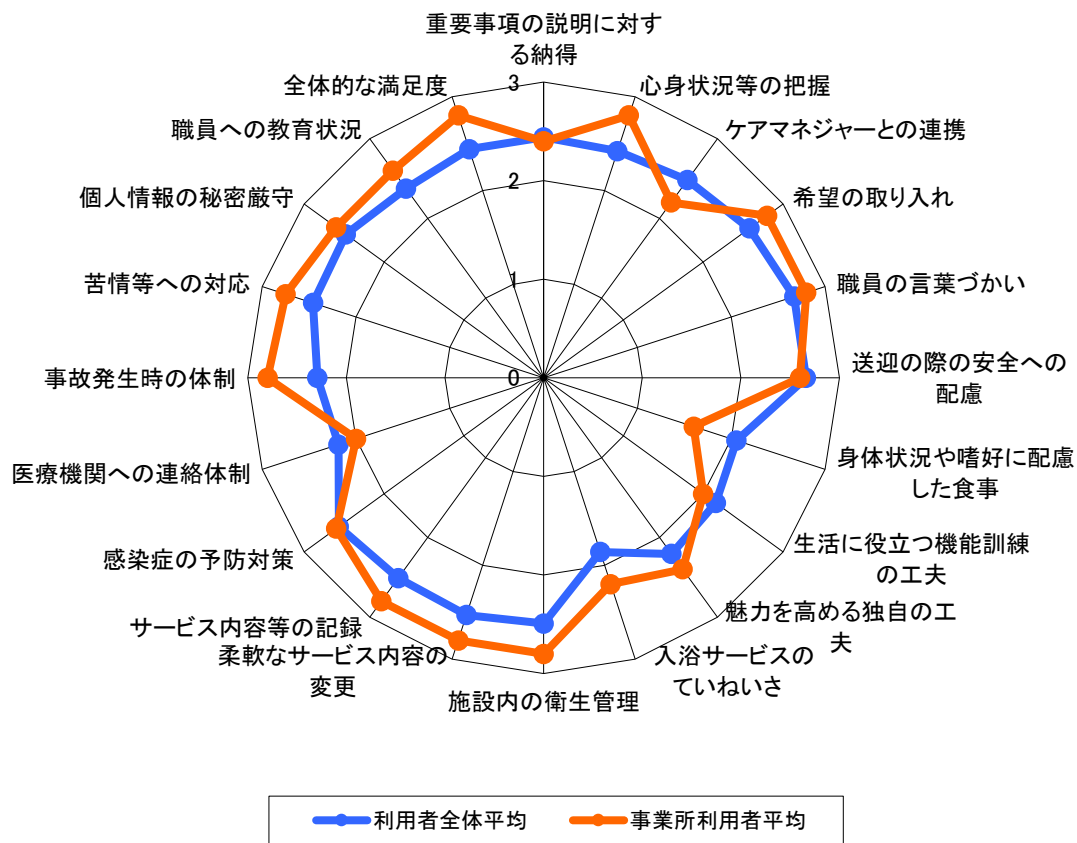 重要事項の説明に対す
る納得
心身状況等の把握
ケアマネジャーとの連携
希望の取り入れ
職員の言葉づかい
送迎の際の安全への
配慮
身体状況や嗜好に配慮
した食事
生活に役立つ機能訓練
の工夫
魅力を高める独自の工
夫
入浴サービスの
ていねいさ
施設内の衛生管理
柔軟なサービス内容の
変更
サービス内容等の記録
感染症の予防対策
医療機関への連絡体制
事故発生時の体制
苦情等への対応
個人情報の秘密厳守
職員への教育状況
全体的な満足度
3
2
1
0
利用者全体平均
事業所利用者平均